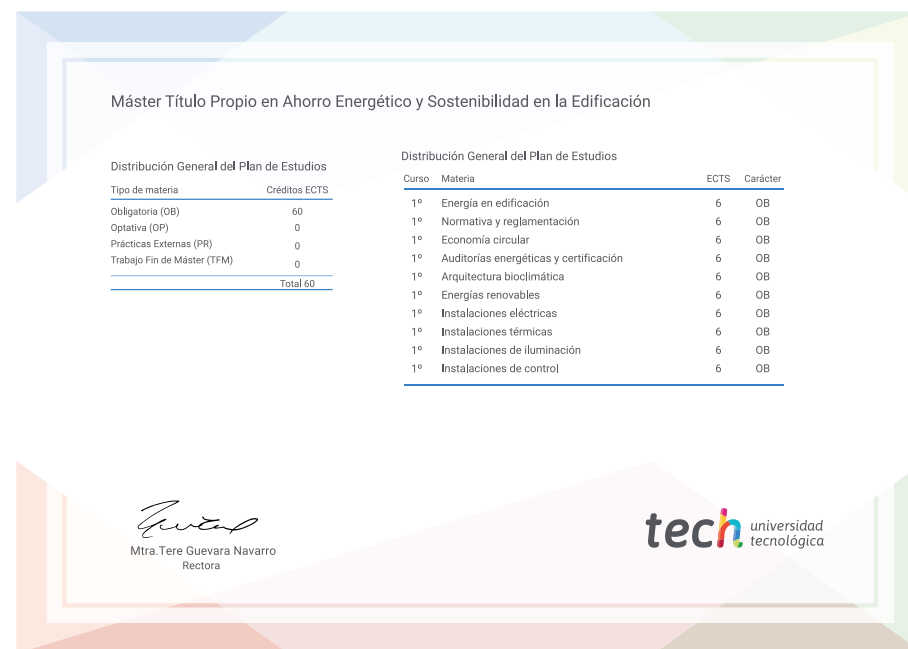 Máster Título Propio en Ahorro Energético y Sostenibilidad en la Edificación
Distribución General del Plan de Estudios
Tipo de materia Créditos ECTS
Obligatoria (OB) 60
Optativa (OP) 0
Prácticas Externas (PR) 0
Trabajo Fin de Máster (TFM) 0
Total 60
Distribución General del Plan de Estudios
Curso Materia ECTS Carácter
1º Energía en edificación 6 OB
1º Normativa y reglamentación 6 OB
1º Economía circular 6 OB
1º Auditorías energéticas y certificación 6 OB
1º Arquitectura bioclimática 6 OB
1º Energías renovables 6 OB
1º Instalaciones eléctricas 6 OB
1º Instalaciones térmicas 6 OB
1º Instalaciones de iluminación 6 OB
1º Instalaciones de control 6 OB
Mtra.Tere Guevara Navarro
Rectora
tech universidad
tecnológica